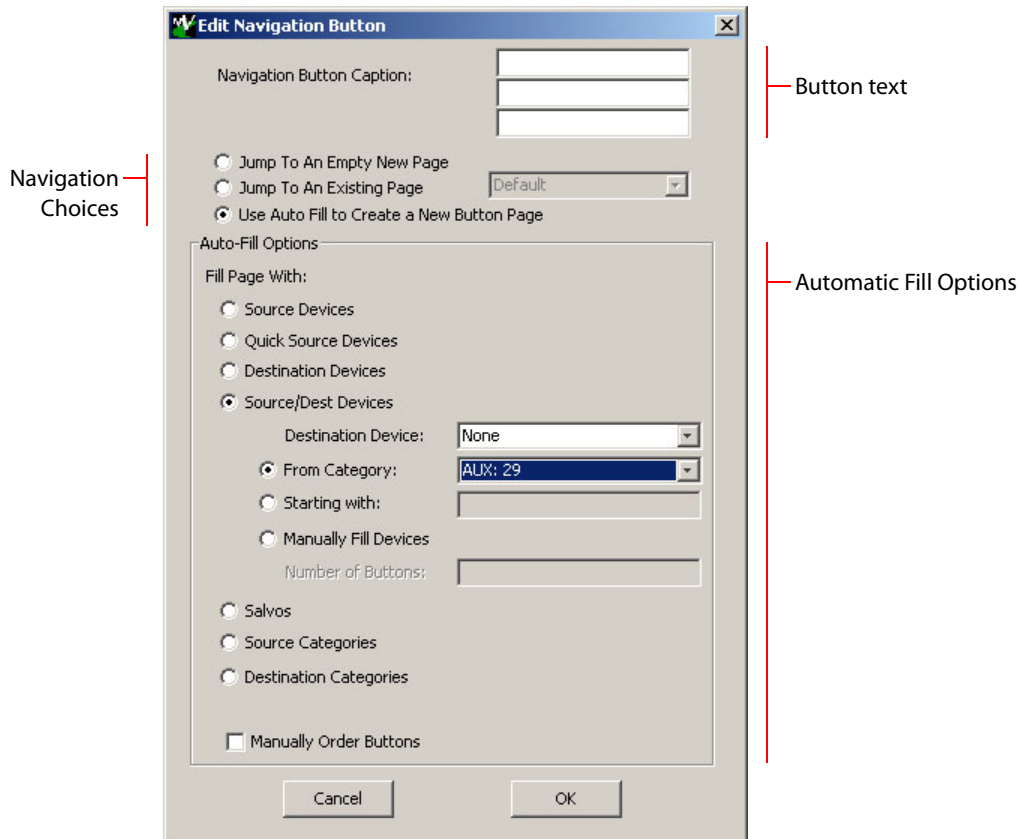 Edit Navigation Button
Navigation Button Caption:
Button text
Navigation
Choices
Jump To An Empty New Page
Jump To An Existing Page
Default
Use Auto Fill to Create a New Button Page
Auto-Fill Options
Automatic Fill Options
Fill Page With:
Source Devices
Quick Source Devices
Destination Devices
Source/Dest Devices
Destination Device:
None
From Category:
AUX: 29
Starting with:
Manually Fill Devices
Number of Buttons:
Salvos
Source Categories
Destination Categories
Manually Order Buttons
Cancel
OK